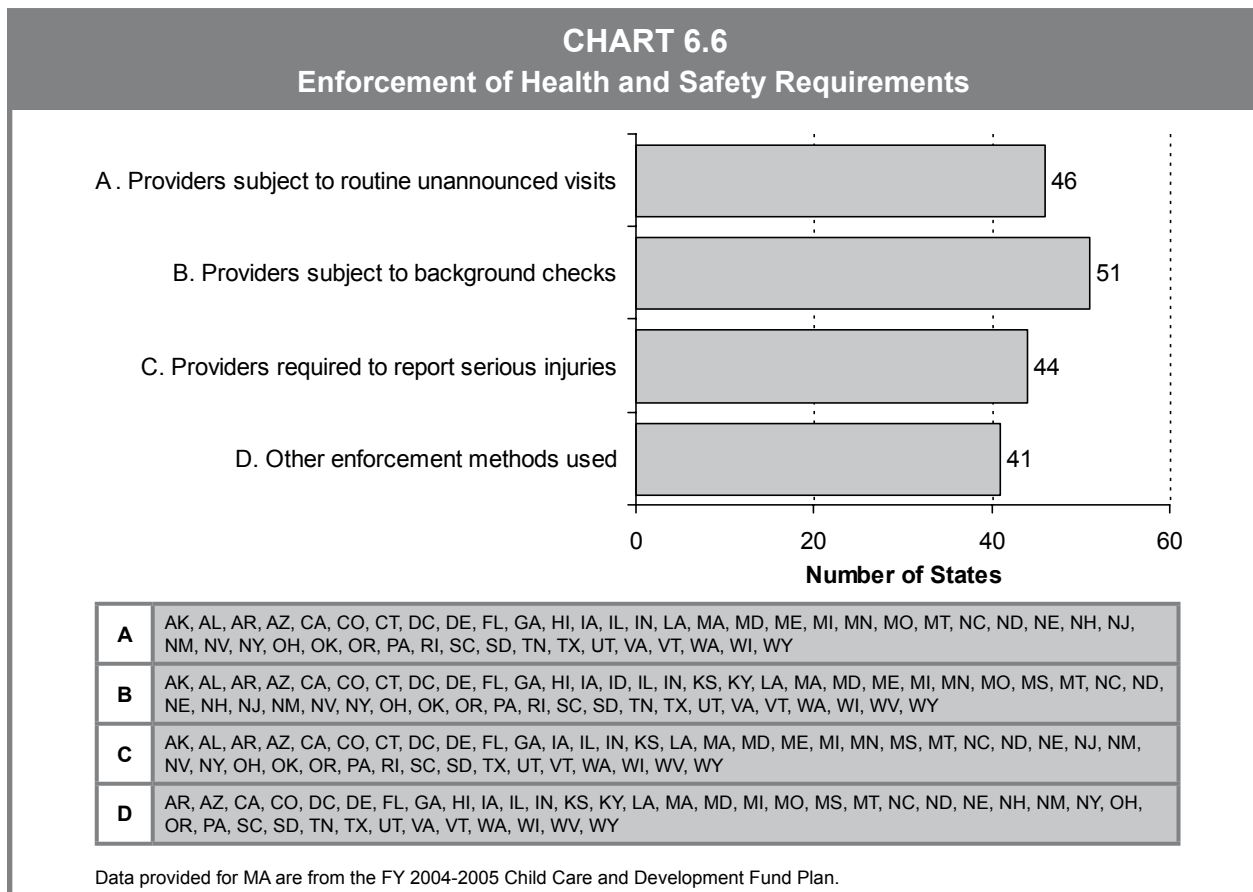 CHART 6.6
Enforcement of Health and Safety Requirements
A . Providers subject to routine unannounced visits
46
B. Providers subject to background checks
51
C. Providers required to report serious injuries
44
D. Other enforcement methods used
41
0 20 40 60
Number of States
A
AK, AL, AR, AZ, CA, CO, CT, DC, DE, FL, GA, HI, IA, IL, IN, LA, MA, MD, ME, MI, MN, MO, MT, NC, ND, NE, NH, NJ,
NM, NV, NY, OH, OK, OR, PA, RI, SC, SD, TN, TX, UT, VA, VT, WA, WI, WY
B
AK, AL, AR, AZ, CA, CO, CT, DC, DE, FL, GA, HI, IA, ID, IL, IN, KS, KY, LA, MA, MD, ME, MI, MN, MO, MS, MT, NC, ND,
NE, NH, NJ, NM, NV, NY, OH, OK, OR, PA, RI, SC, SD, TN, TX, UT, VA, VT, WA, WI, WV, WY
C
AK, AL, AR, AZ, CA, CO, CT, DC, DE, FL, GA, IA, IL, IN, KS, LA, MA, MD, ME, MI, MN, MS, MT, NC, ND, NE, NJ, NM,
NV, NY, OH, OK, OR, PA, RI, SC, SD, TX, UT, VT, WA, WI, WV, WY
D
AR, AZ, CA, CO, DC, DE, FL, GA, HI, IA, IL, IN, KS, KY, LA, MA, MD, MI, MO, MS, MT, NC, ND, NE, NH, NM, NY, OH,
OR, PA, SC, SD, TN, TX, UT, VA, VT, WA, WI, WV, WY
Data provided for MA are from the FY 2004-2005 Child Care and Development Fund Plan.